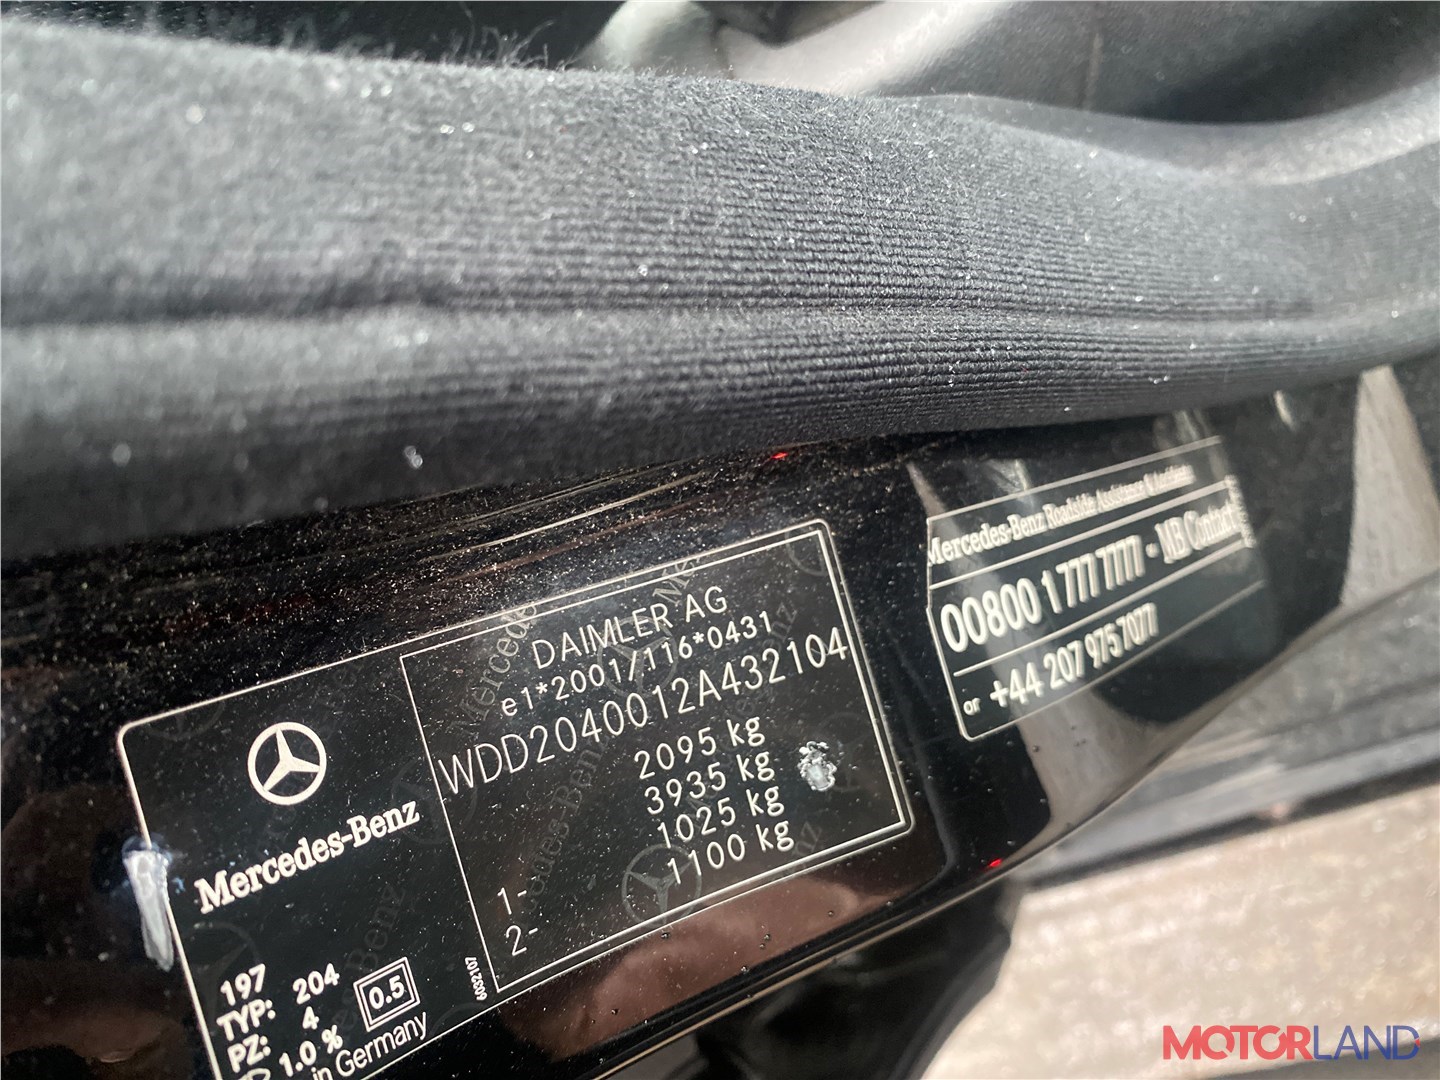 DAIMLER AG
e1*2001/116*0431
WDD2040012A432104
2095 kg
3935 kg
1- 1025 kg
2- 1100 kg
Mercedes-Benz
197
TYP: 204
PZ: 4 0.5
1.0 %
in Germany
6032107
Mercedes-Benz Roadside Assistance & Accidents
00800 1 777 7777 - MB Contact
or +44 207 975 7077
MOTORLAND